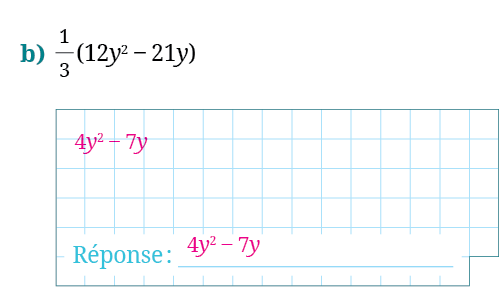 b) 1/3 (12y² – 21y)
4y² – 7y
Réponse : 4y² – 7y